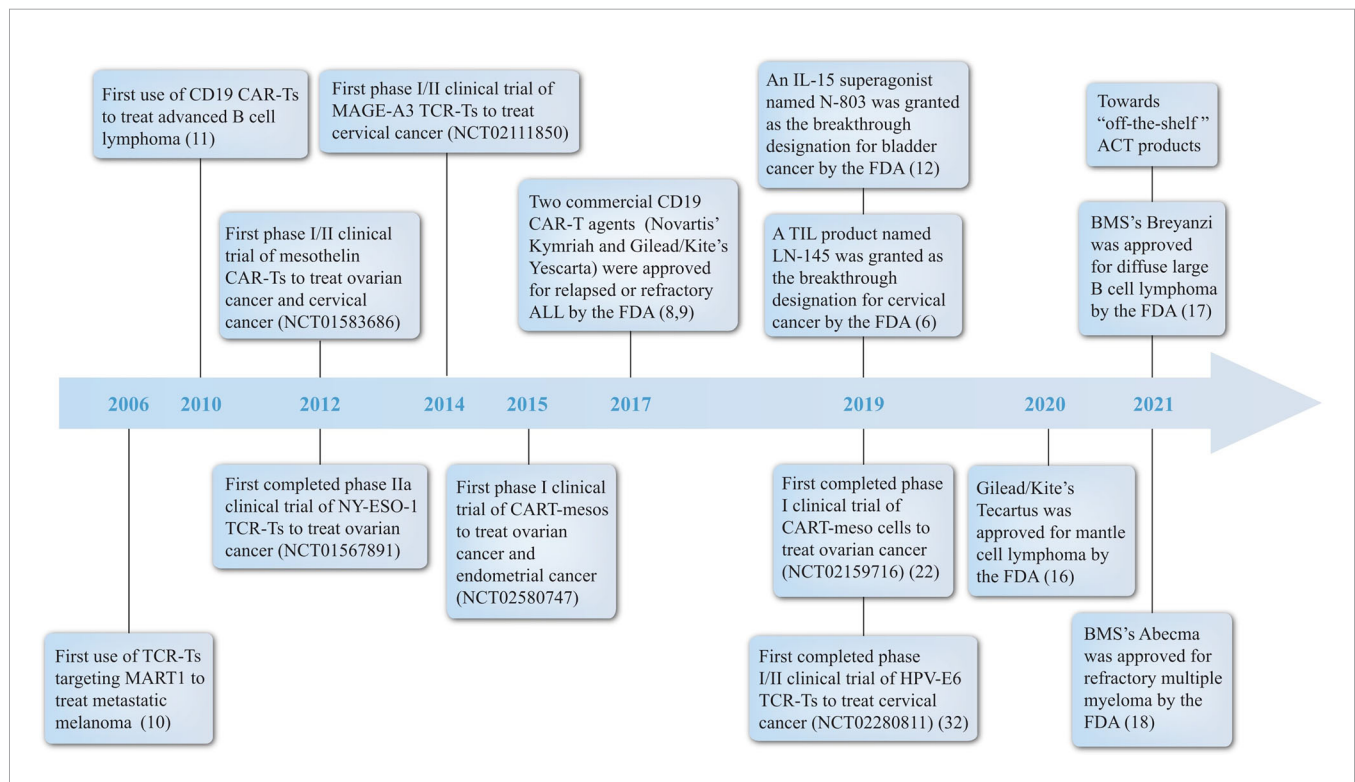 First use of CD19 CAR-Ts
to treat advanced B cell
lymphoma (11)
First phase I/II clinical trial of
MAGE-A3 TCR-Ts to treat
cervical cancer (NCT02111850)
An IL-15 superagonist
named N-803 was granted
as the breakthrough
designation for bladder
cancer by the FDA (12)
Towards
“off-the-shelf ”
ACT products
First phase I/II clinical
trial of mesothelin
CAR-Ts to treat ovarian
cancer and cervical
cancer (NCT01583686)
Two commercial CD19
CAR-T agents (Novartis’
Kymriah and Gilead/Kite’s
Yescarta) were approved
for relapsed or refractory
ALL by the FDA (8,9)
A TIL product named
LN-145 was granted as
the breakthrough
designation for cervical
cancer by the FDA (6)
BMS’s Breyanzi
was approved
for diffuse large
B cell lymphoma
by the FDA (17)
2006 2010 2012 2014 2015 2017 2019 2020 2021
First completed phase IIa
clinical trial of NY-ESO-1
TCR-Ts to treat ovarian
cancer (NCT01567891)
First phase I clinical
trial of CART-mesos
to treat ovarian
cancer and
endometrial cancer
(NCT02580747)
First completed phase
I clinical trial of
CART-meso cells to
treat ovarian cancer
(NCT02159716) (22)
Gilead/Kite’s
Tecartus was
approved for mantle
cell lymphoma by
the FDA (16)
First use of TCR-Ts
targeting MART1 to
treat metastatic
melanoma (10)
First completed phase
I/II clinical trial of HPV-E6
TCR-Ts to treat cervical
cancer (NCT02280811) (32)
BMS’s Abecma
was approved for
refractory multiple
myeloma by the
FDA (18)